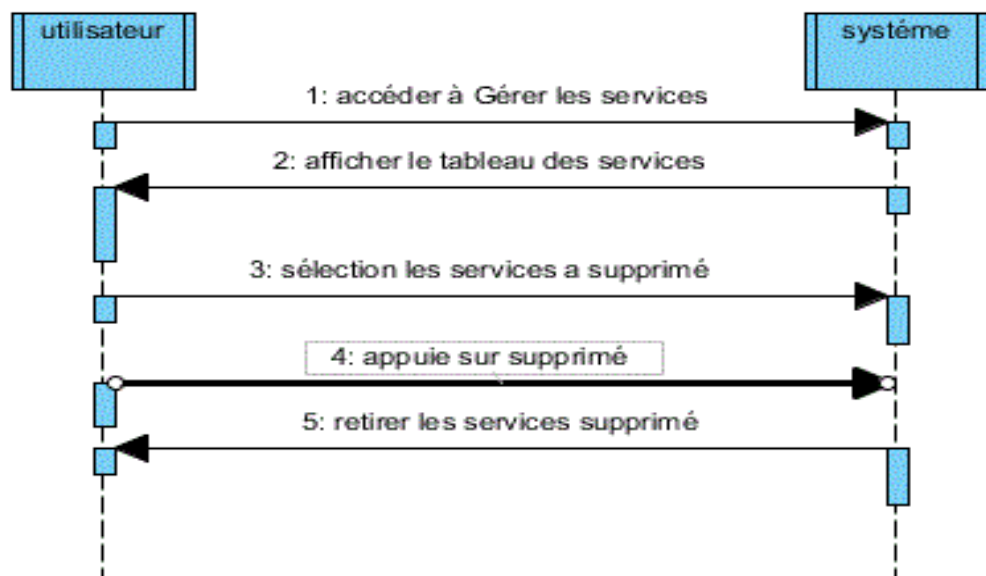 utilisateur
systéme
1: accéder à Gérer les services
2: afficher le tableau des services
3: sélection les services a supprimé
4: appuie sur supprimé
5: retirer les services supprimé